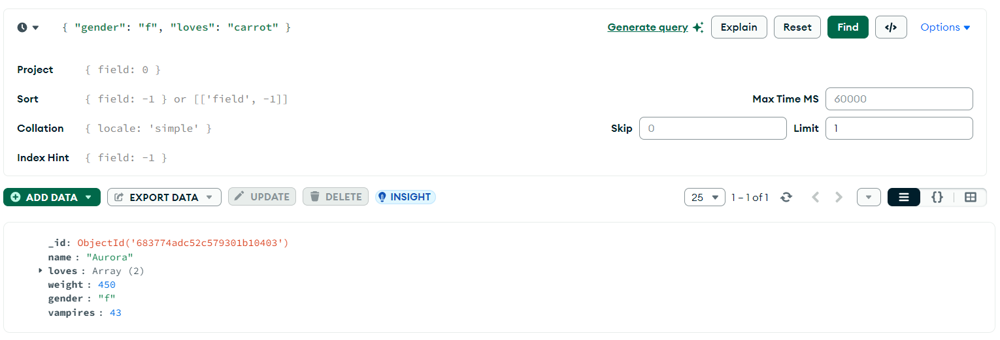 { "gender": "f", "loves": "carrot" } Generate query Explain Reset Find </> Options
Project { field: 0 }
Sort { field: -1 } or [['field', -1]] Max Time MS 60000
Collation { locale: 'simple' } Skip 0 Limit 1
Index Hint { field: -1 }
ADD DATA EXPORT DATA UPDATE DELETE INSIGHT 25 1 – 1 of 1 {}
_id: ObjectId('683774adc52c579301b10403')
name : "Aurora"
loves : Array (2)
weight : 450
gender : "f"
vampires : 43